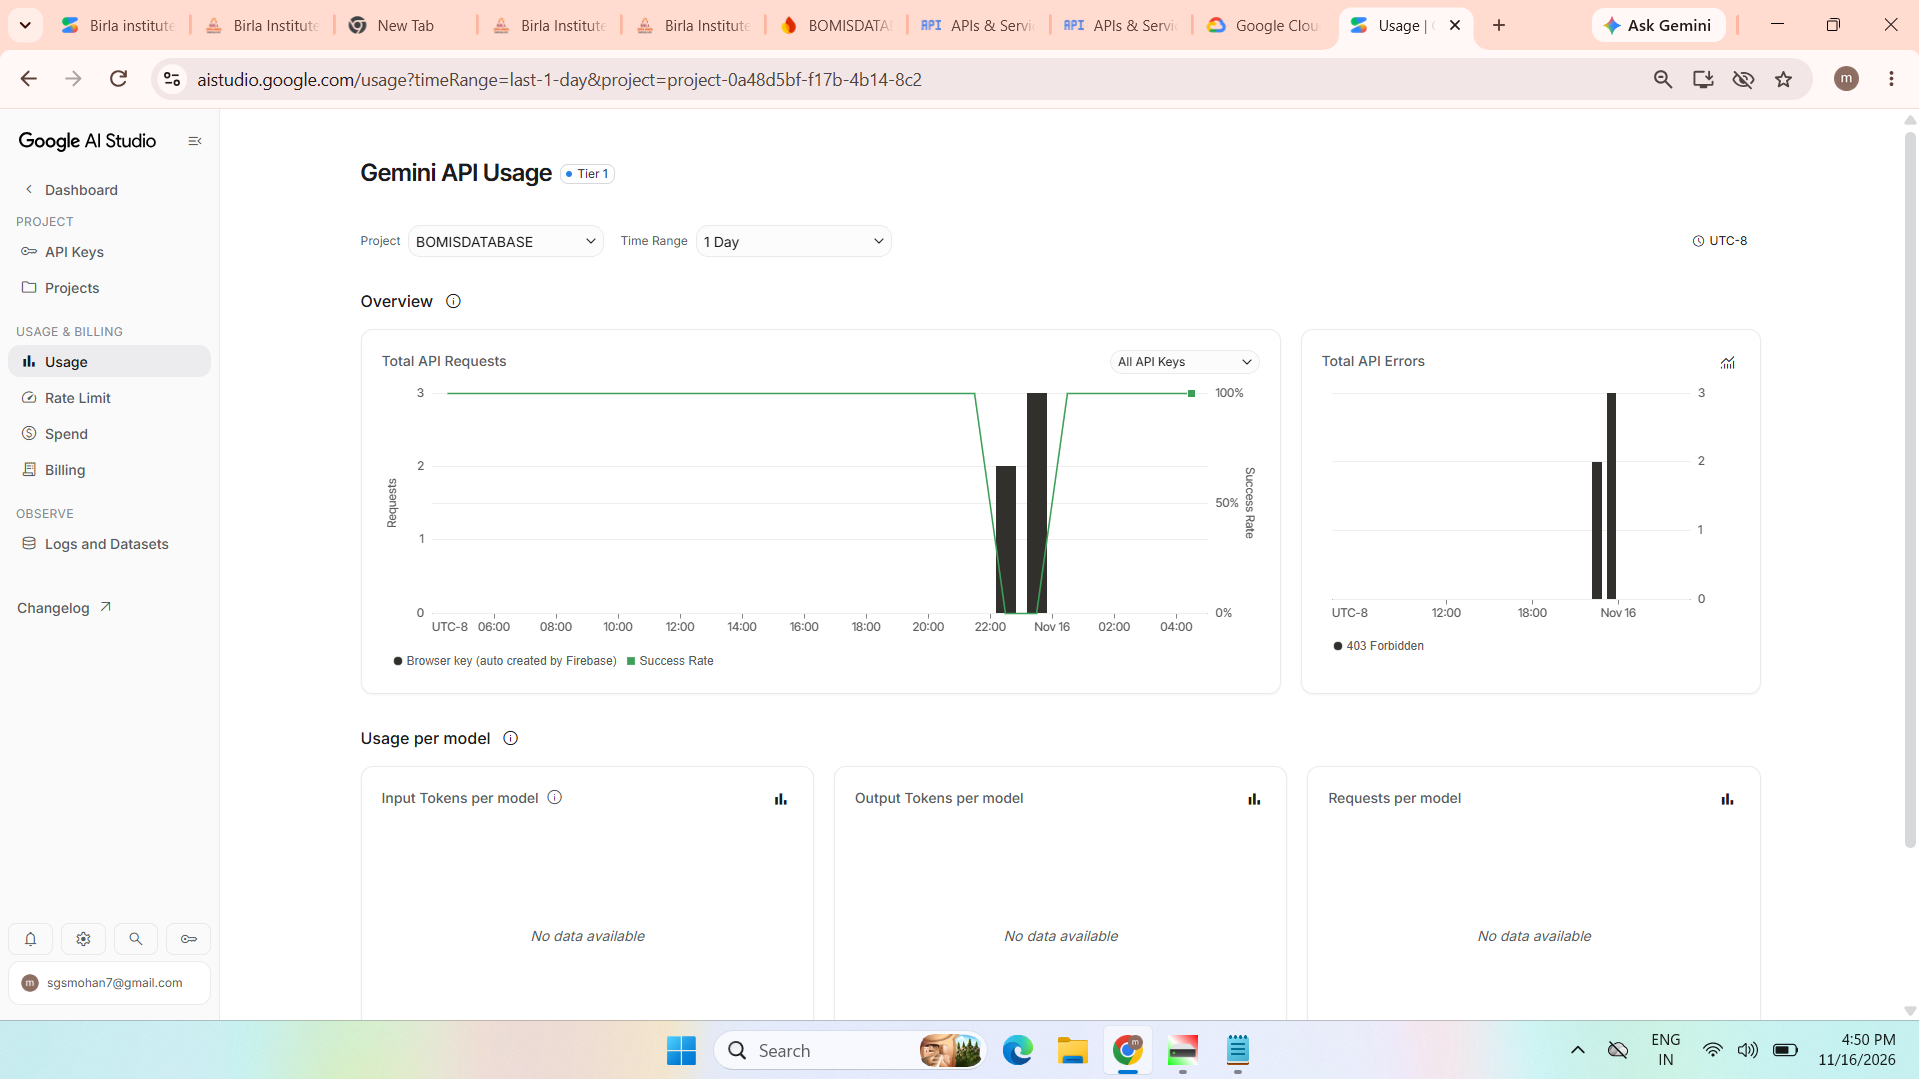 Birla institute
Birla Institute
New Tab
Birla Institute
Birla Institute
BOMISDATA
API APIs & Servi
API APIs & Servi
Google Clou
Usage |
Ask Gemini
aistudio.google.com/usage?timeRange=last-1-day&project=project-0a48d5bf-f17b-4b14-8c2
m
Google AI Studio
Dashboard
PROJECT
API Keys
Projects
USAGE & BILLING
Usage
Rate Limit
Spend
Billing
OBSERVE
Logs and Datasets
Changelog
m sgsmohan7@gmail.com
Gemini API Usage Tier 1
Project BOMISDATABASE Time Range 1 Day UTC-8
Overview
Total API Requests All API Keys
3 100%
2
50%
1
0 0%
Requests
Success Rate
UTC-8 06:00 08:00 10:00 12:00 14:00 16:00 18:00 20:00 22:00 Nov 16 02:00 04:00
Browser key (auto created by Firebase) Success Rate
Total API Errors
3
2
1
0
UTC-8 12:00 18:00 Nov 16
403 Forbidden
Usage per model
Input Tokens per model
No data available
Output Tokens per model
No data available
Requests per model
No data available
Search
m
ENG
IN
4:50 PM
11/16/2026